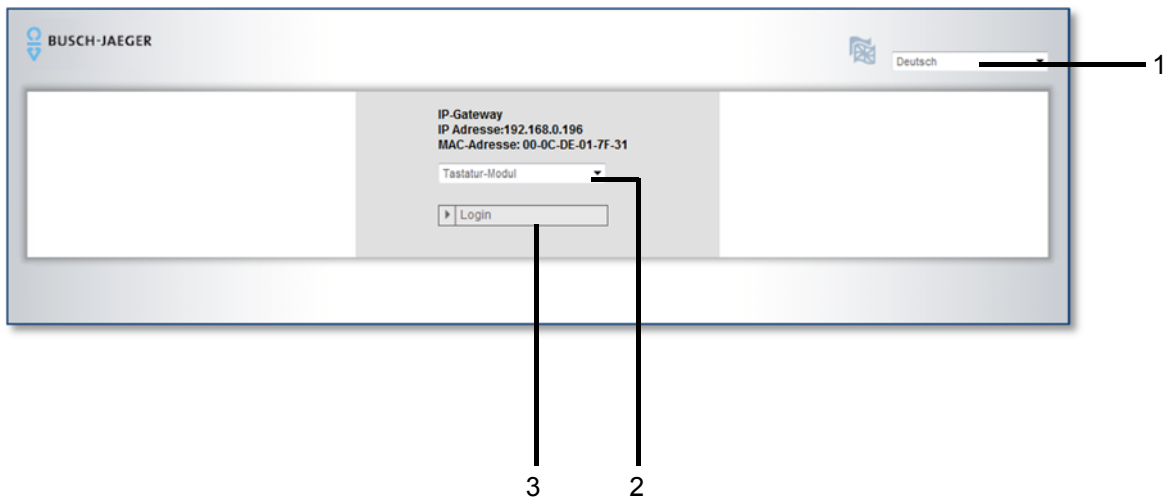 BUSCH-JAEGER
Deutsch
1
IP-Gateway
IP Adresse:192.168.0.196
MAC-Adresse: 00-0C-DE-01-7F-31
Tastatur-Modul
Login
3 2